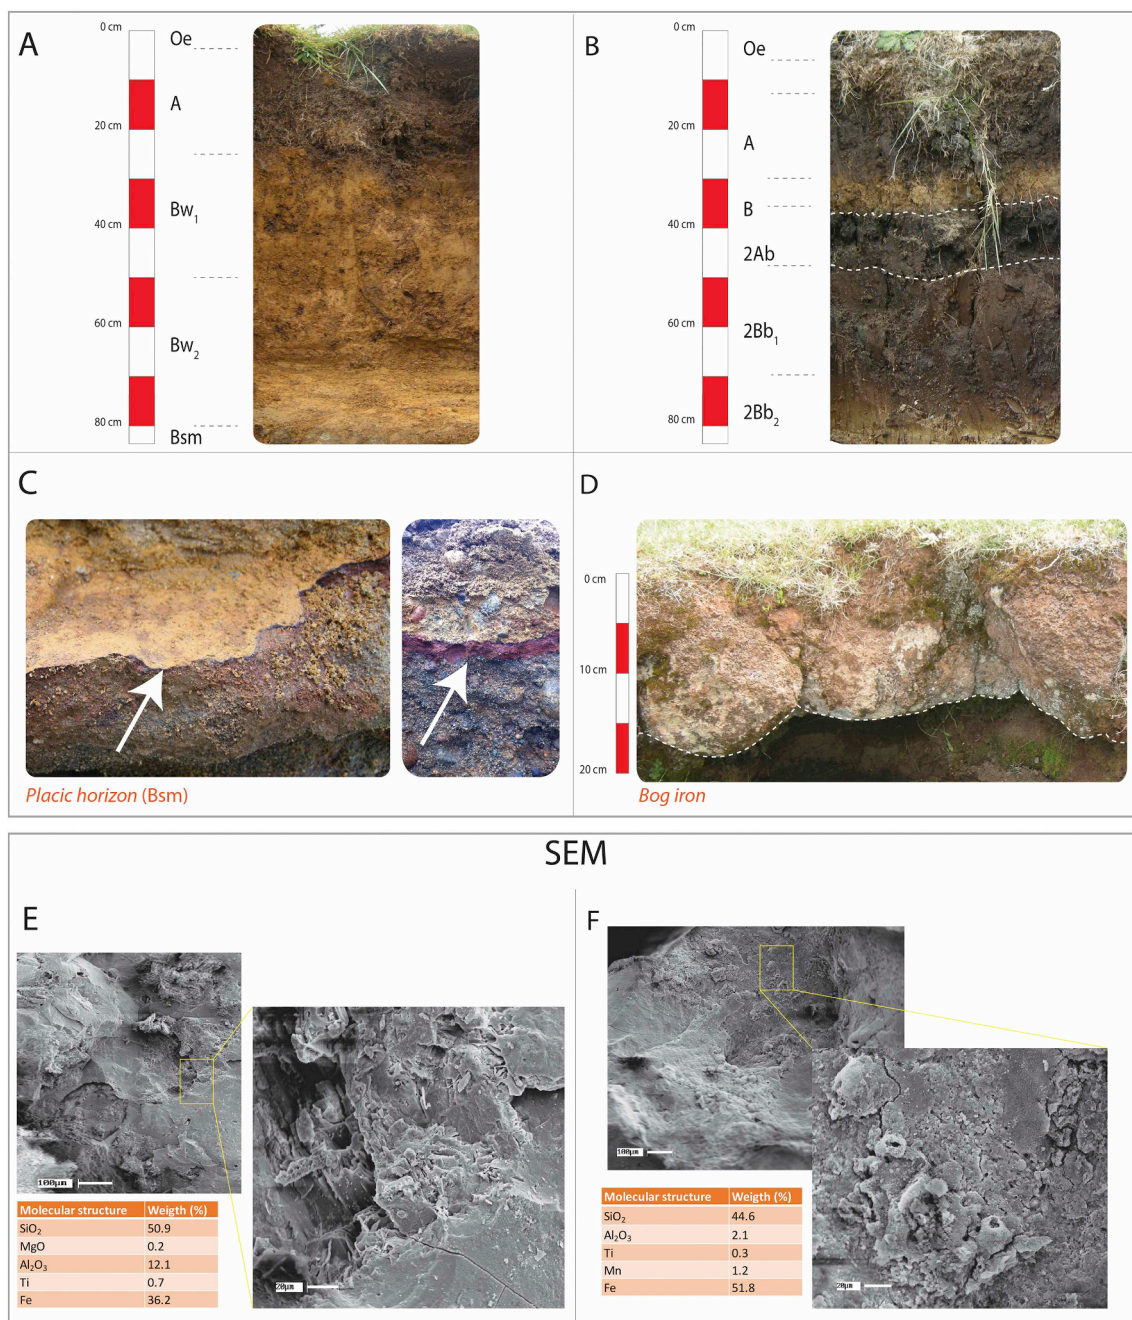 A
0 cm
20 cm
40 cm
60 cm
80 cm
Oe
A
Bw1
Bw2
Bsm
B
0 cm
20 cm
40 cm
60 cm
80 cm
Oe
A
B
2Ab
2Bb1
2Bb2
C
Placic horizon (Bsm)
D
0 cm
10 cm
20 cm
Bog iron
SEM
E
100µm
20µm
Molecular structure Weigth (%)
SiO2 50.9
MgO 0.2
Al2O3 12.1
Ti 0.7
Fe 36.2
F
100µm
20µm
Molecular structure Weigth (%)
SiO2 44.6
Al2O3 2.1
Ti 0.3
Mn 1.2
Fe 51.8